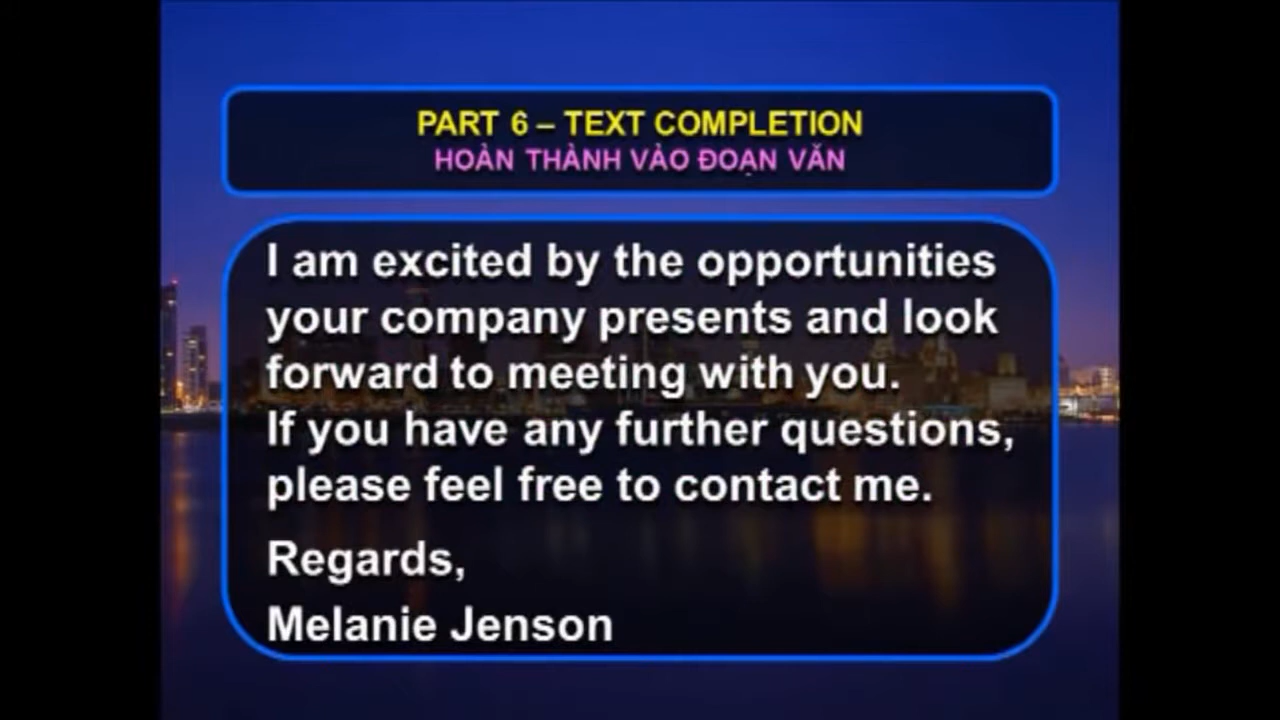 PART 6 – TEXT COMPLETION
HOÀN THÀNH VÀO ĐOẠN VĂN
I am excited by the opportunities
your company presents and look
forward to meeting with you.
If you have any further questions,
please feel free to contact me.
Regards,
Melanie Jenson